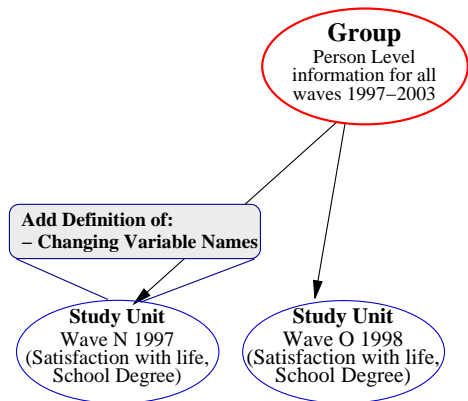 Group
Person Level
information for all
waves 1997−2003
Add Definition of:
− Changing Variable Names
Study Unit
Wave N 1997
(Satisfaction with life,
School Degree)
Study Unit
Wave O 1998
(Satisfaction with life,
School Degree)